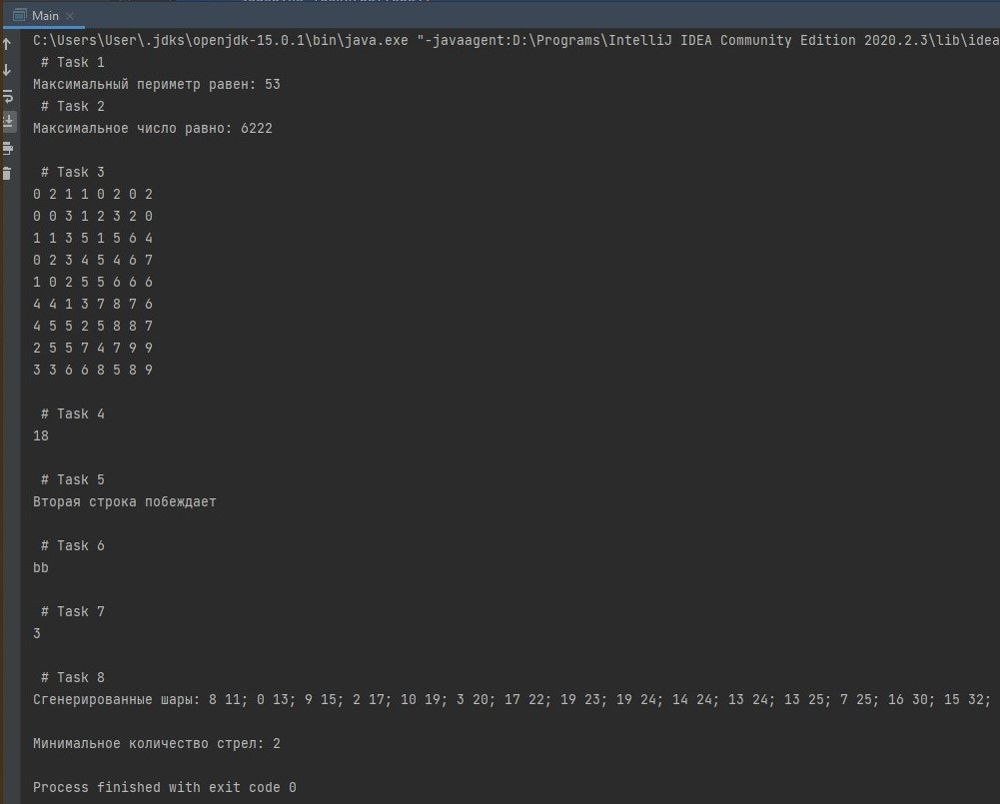 Main
C:\Users\User\.jdks\openjdk-15.0.1\bin\java.exe "-javaagent:D:\Programs\IntelliJ IDEA Community Edition 2020.2.3\lib\idea
# Task 1
Максимальный периметр равен: 53
# Task 2
Максимальное число равно: 6222
# Task 3
0 2 1 1 0 2 0 2
0 0 3 1 2 3 2 0
1 1 3 5 1 5 6 4
0 2 3 4 5 4 6 7
1 0 2 5 5 6 6 6
4 4 1 3 7 8 7 6
4 5 5 2 5 8 8 7
2 5 5 7 4 7 9 9
3 3 6 6 8 5 8 9
# Task 4
18
# Task 5
Вторая строка побеждает
# Task 6
bb
# Task 7
3
# Task 8
Сгенерированные шары: 8 11; 0 13; 9 15; 2 17; 10 19; 3 20; 17 22; 19 23; 19 24; 14 24; 13 24; 13 25; 7 25; 16 30; 15 32;
Минимальное количество стрел: 2
Process finished with exit code 0